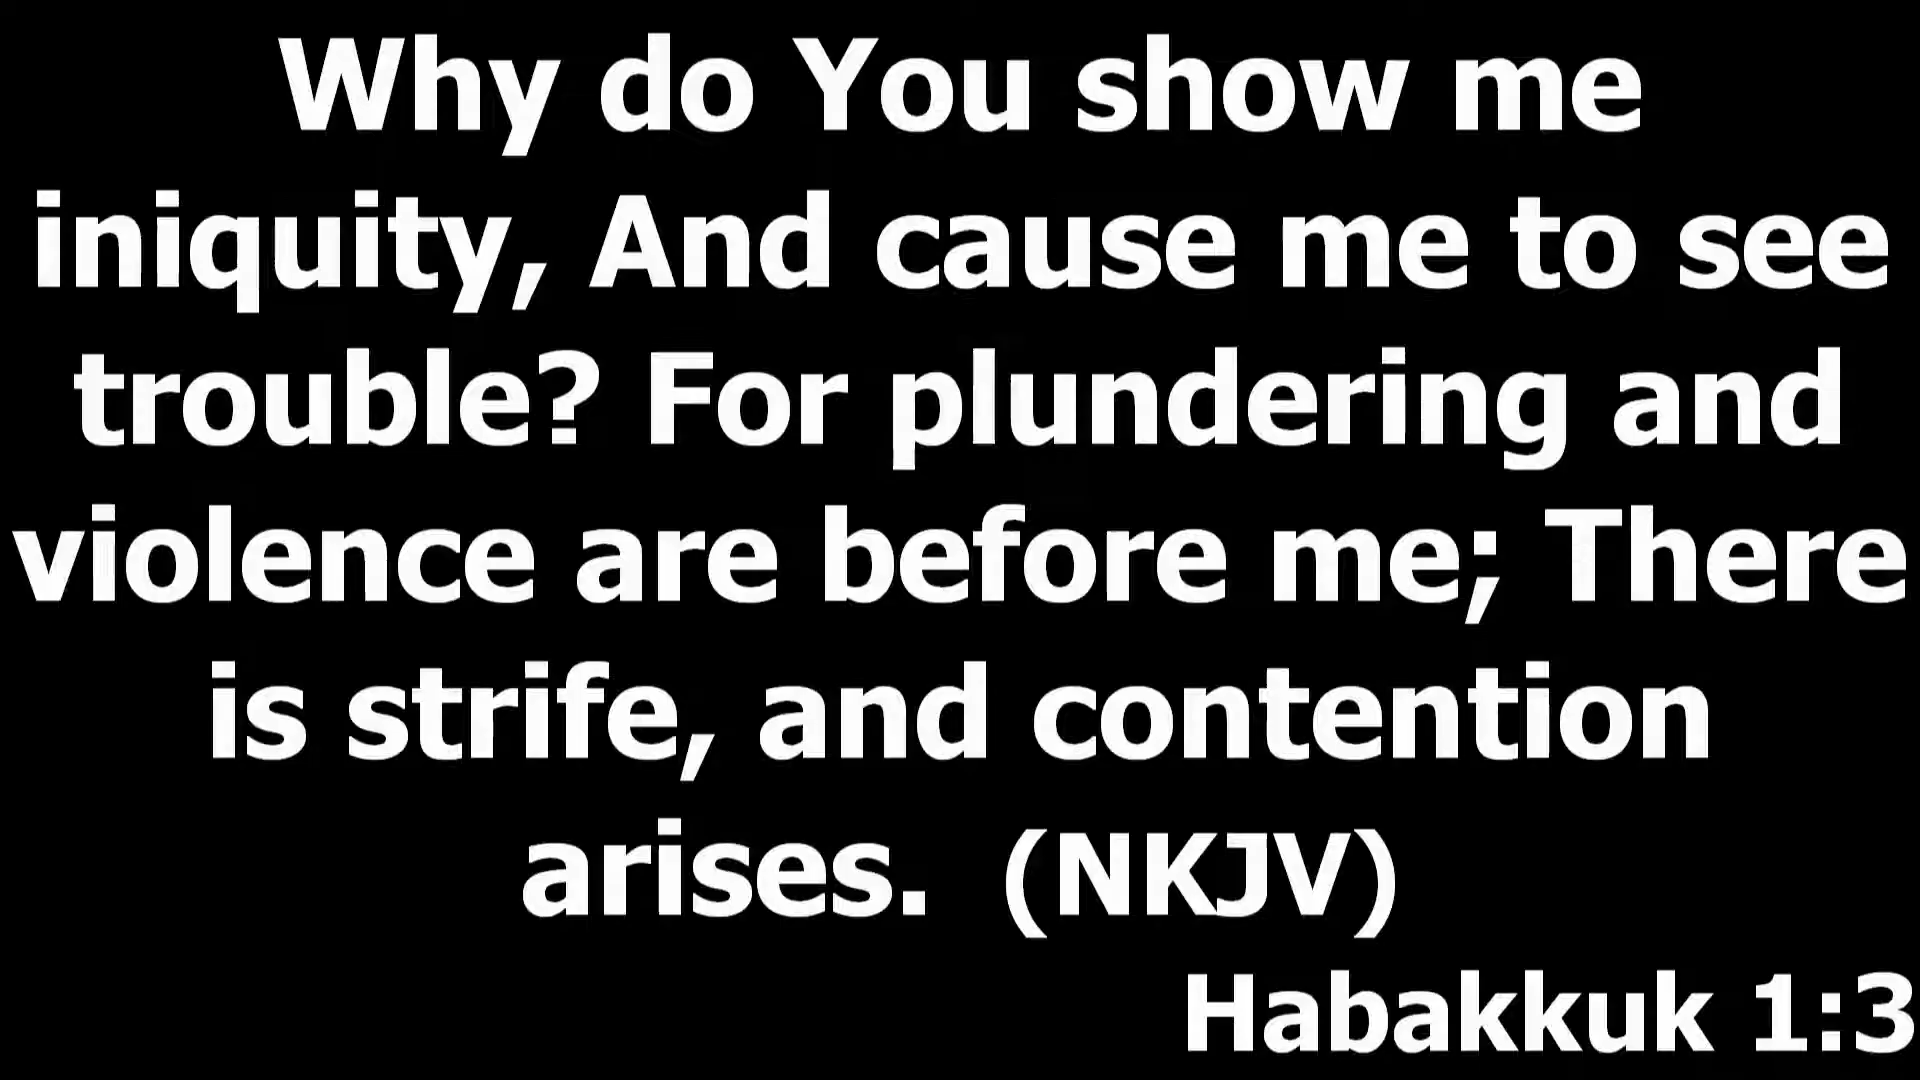 Why do You show me
iniquity, And cause me to see
trouble? For plundering and
violence are before me; There
is strife, and contention
arises.  (NKJV)
Habakkuk 1:3